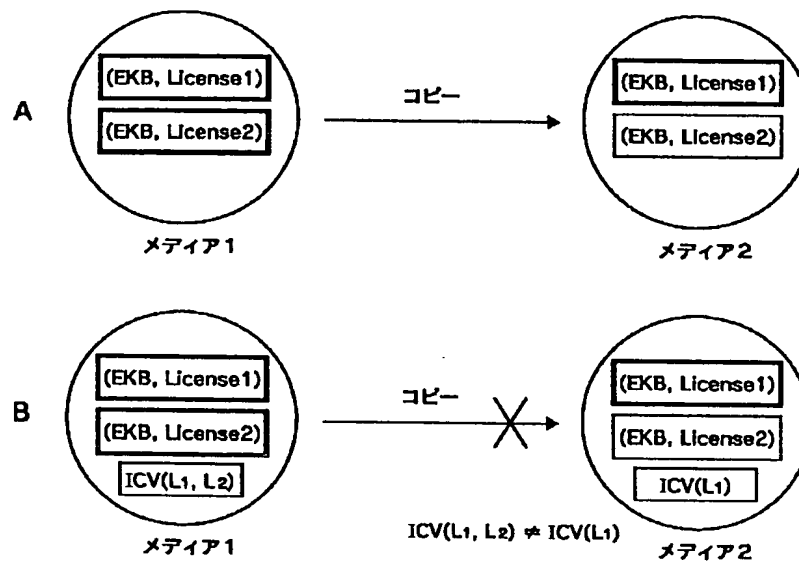 A
(EKB, License1)
(EKB, License2)
メディア1
コピー
(EKB, License1)
(EKB, License2)
メディア2
B
(EKB, License1)
(EKB, License2)
ICV(L1, L2)
メディア1
コピー
ICV(L1, L2) ≠ ICV(L1)
(EKB, License1)
(EKB, License2)
ICV(L1)
メディア2